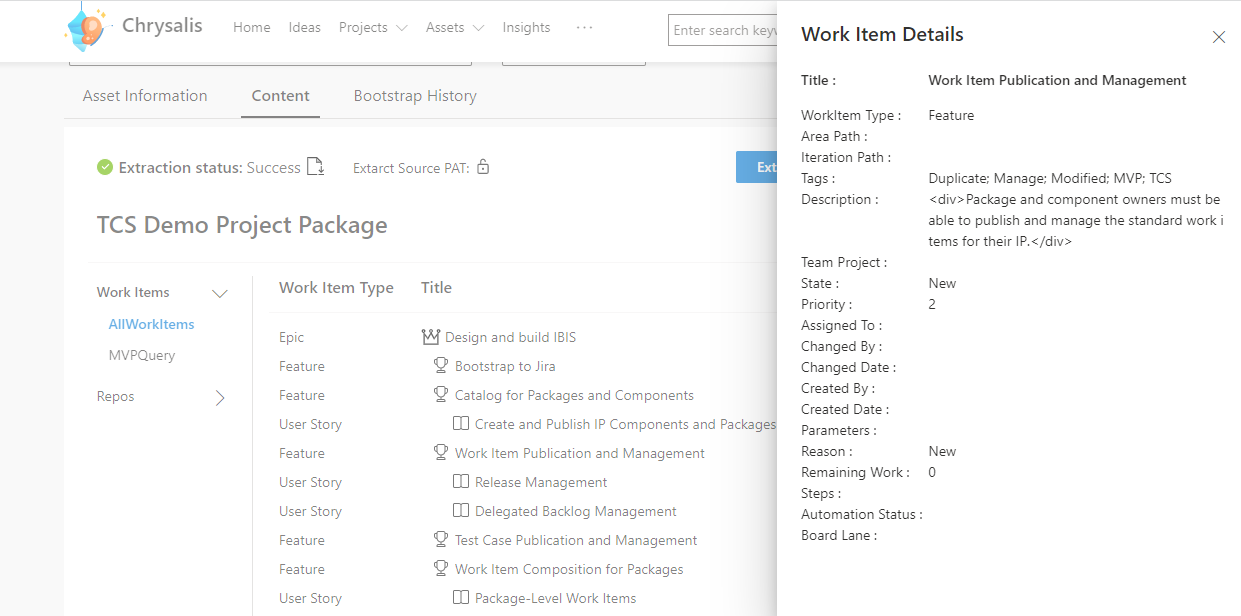 Chrysalis
Home Ideas Projects Assets Insights ...
Enter search keyw
Asset Information Content Bootstrap History
Extraction status: Success Extarct Source PAT:
Ext
TCS Demo Project Package
Work Items
AllWorkItems
MVPQuery
Repos
Work Item Type Title
Epic Design and build IBIS
Feature Bootstrap to Jira
Feature Catalog for Packages and Components
User Story Create and Publish IP Components and Packages
Feature Work Item Publication and Management
User Story Release Management
User Story Delegated Backlog Management
Feature Test Case Publication and Management
Feature Work Item Composition for Packages
User Story Package-Level Work Items
Work Item Details
Title : Work Item Publication and Management
WorkItem Type : Feature
Area Path :
Iteration Path :
Tags : Duplicate; Manage; Modified; MVP; TCS
Description : <div>Package and component owners must be
able to publish and manage the standard work i
tems for their IP.</div>
Team Project :
State : New
Priority : 2
Assigned To :
Changed By :
Changed Date :
Created By :
Created Date :
Parameters :
Reason : New
Remaining Work : 0
Steps :
Automation Status :
Board Lane :